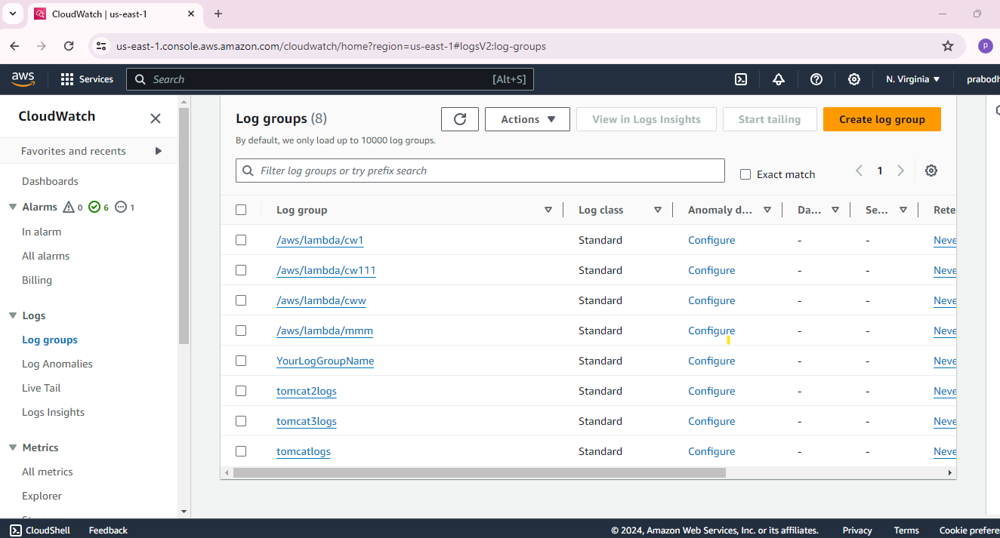 CloudWatch | us-east-1
us-east-1.console.aws.amazon.com/cloudwatch/home?region=us-east-1#logsV2:log-groups
P
aws Services Search [Alt+S] N. Virginia prabodh
CloudWatch
Favorites and recents
Dashboards
Alarms 0 6 1
In alarm
All alarms
Billing
Logs
Log groups
Log Anomalies
Live Tail
Logs Insights
Metrics
All metrics
Explorer
Log groups (8) Actions View in Logs Insights Start tailing Create log group
By default, we only load up to 10000 log groups.
Filter log groups or try prefix search Exact match 1
Log group Log class Anomaly d... Da... Se... Rete
/aws/lambda/cw1 Standard Configure - - Neve
/aws/lambda/cw111 Standard Configure - - Neve
/aws/lambda/cww Standard Configure - - Neve
/aws/lambda/mmm Standard Configure - - Neve
YourLogGroupName Standard Configure - - Neve
tomcat2logs Standard Configure - - Neve
tomcat3logs Standard Configure - - Neve
tomcatlogs Standard Configure - - Neve
CloudShell Feedback © 2024, Amazon Web Services, Inc. or its affiliates. Privacy Terms Cookie prefere